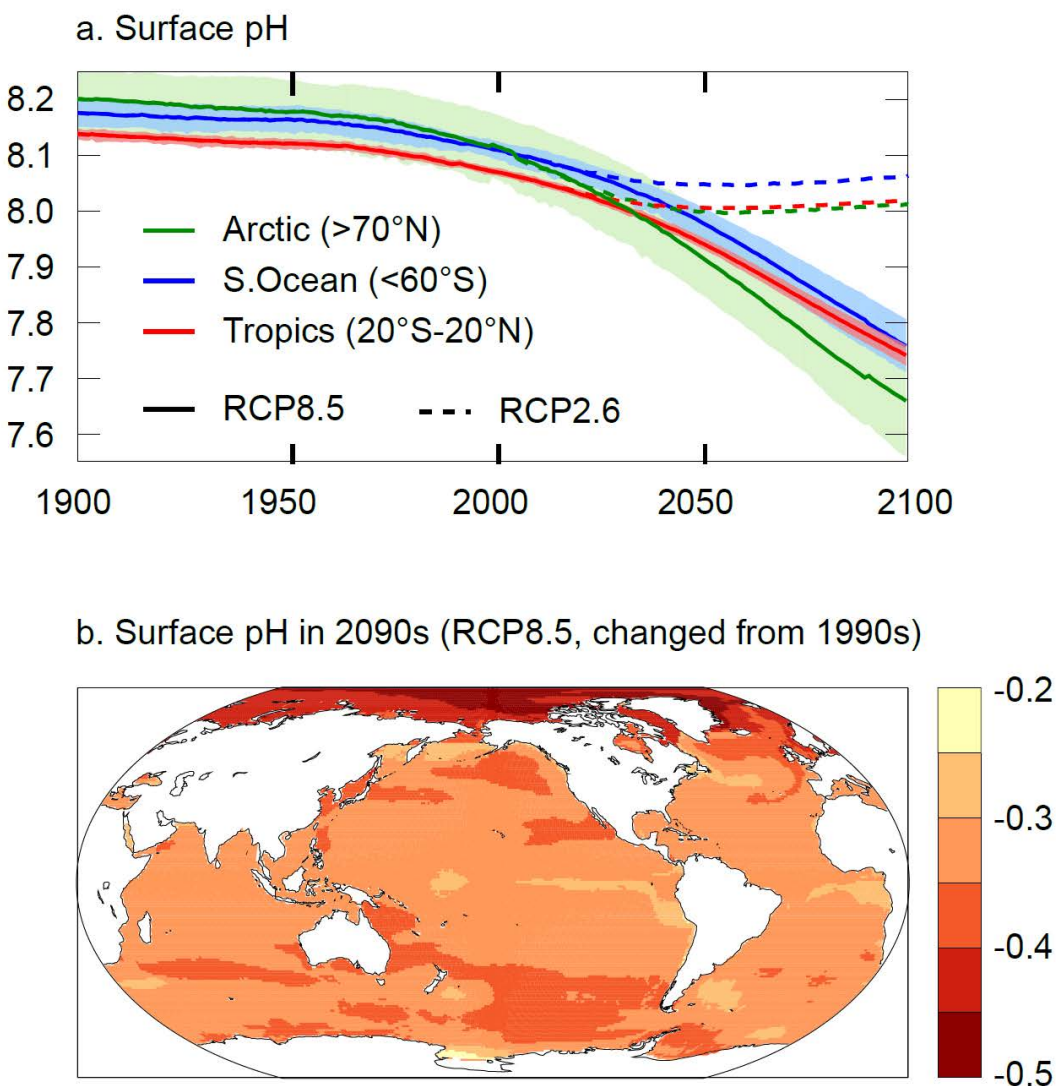 a. Surface pH
8.2
8.1
8.0
7.9
7.8
7.7
7.6
Arctic (>70°N)
S.Ocean (<60°S)
Tropics (20°S-20°N)
RCP8.5 RCP2.6
1900 1950 2000 2050 2100
b. Surface pH in 2090s (RCP8.5, changed from 1990s)
-0.2
-0.3
-0.4
-0.5